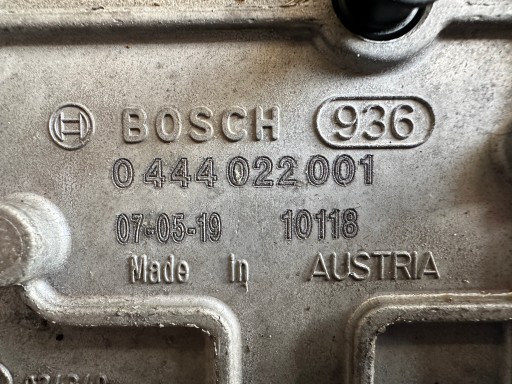 BOSCH 936
0 444 022 001
07-05-19 10118
Made in AUSTRIA